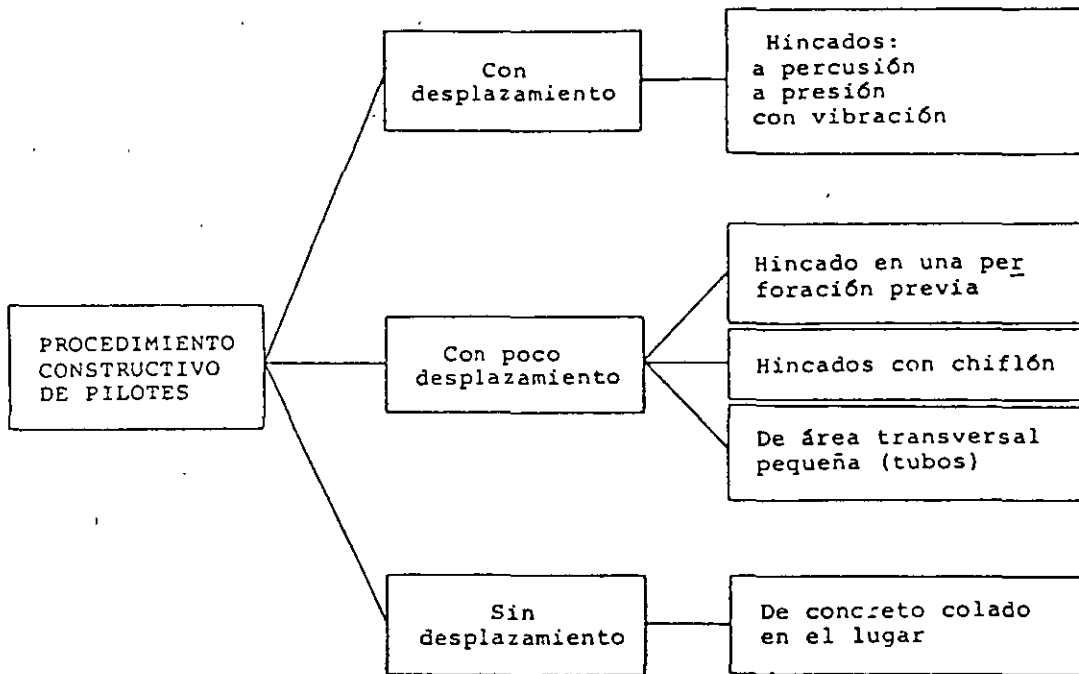 Con
desplazamiento
Hincados:
a percusión
a presión
con vibración
PROCEDIMIENTO
CONSTRUCTIVO
DE PILOTES
Con poco
desplazamiento
Hincado en una per
foración previa
Hincados con chiflón
De área transversal
pequeña (tubos)
Sin
desplazamiento
De concreto colado
en el lugar